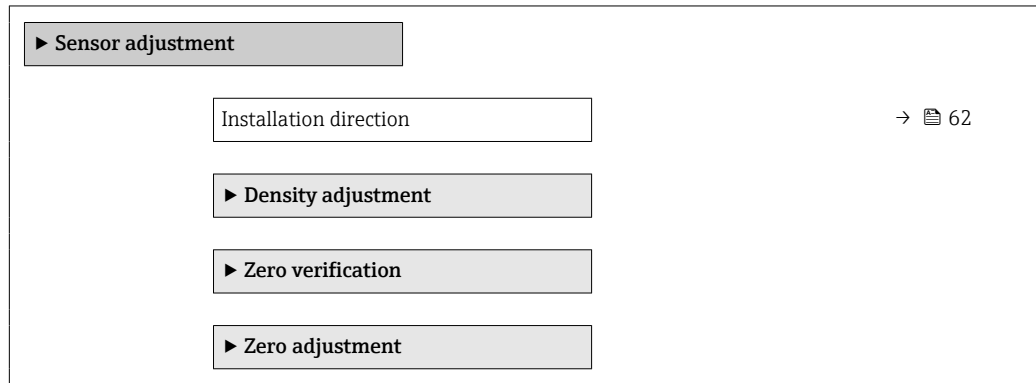 ▶ Sensor adjustment
Installation direction → 62
▶ Density adjustment
▶ Zero verification
▶ Zero adjustment